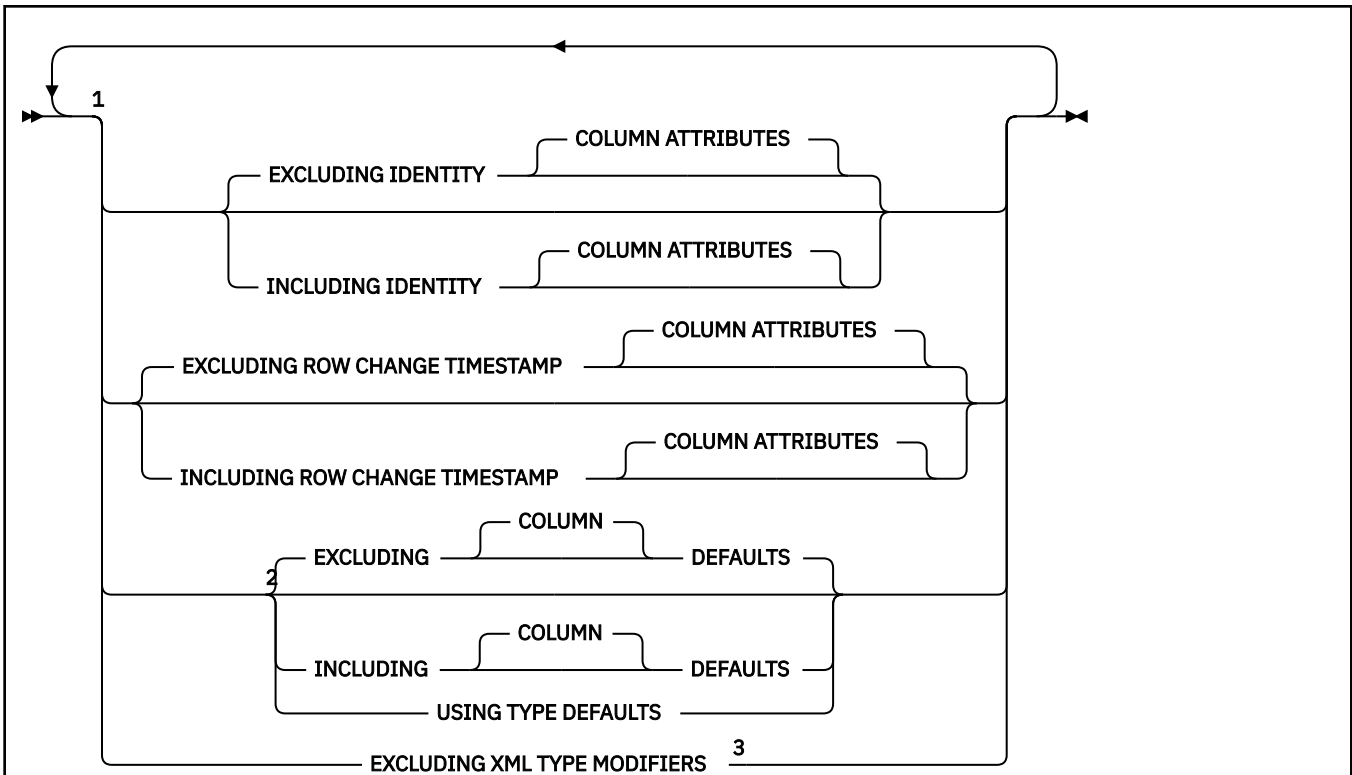 1
COLUMN ATTRIBUTES
EXCLUDING IDENTITY
COLUMN ATTRIBUTES
INCLUDING IDENTITY
COLUMN ATTRIBUTES
EXCLUDING ROW CHANGE TIMESTAMP
COLUMN ATTRIBUTES
INCLUDING ROW CHANGE TIMESTAMP
COLUMN
EXCLUDING DEFAULTS
2
COLUMN
INCLUDING DEFAULTS
USING TYPE DEFAULTS
EXCLUDING XML TYPE MODIFIERS 3